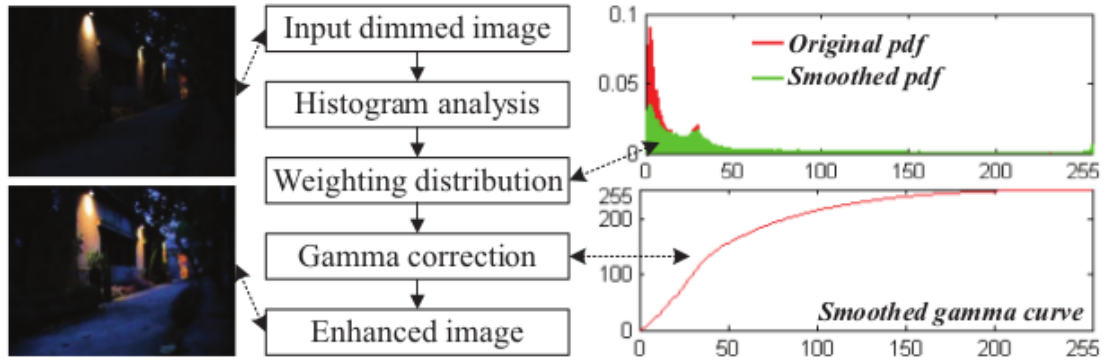 Input dimmed image
Histogram analysis
Weighting distribution
Gamma correction
Enhanced image
0.1
0.05
0
Original pdf
Smoothed pdf
0 50 100 150 200 255
255
200
100
0
Smoothed gamma curve
0 50 100 150 200 255